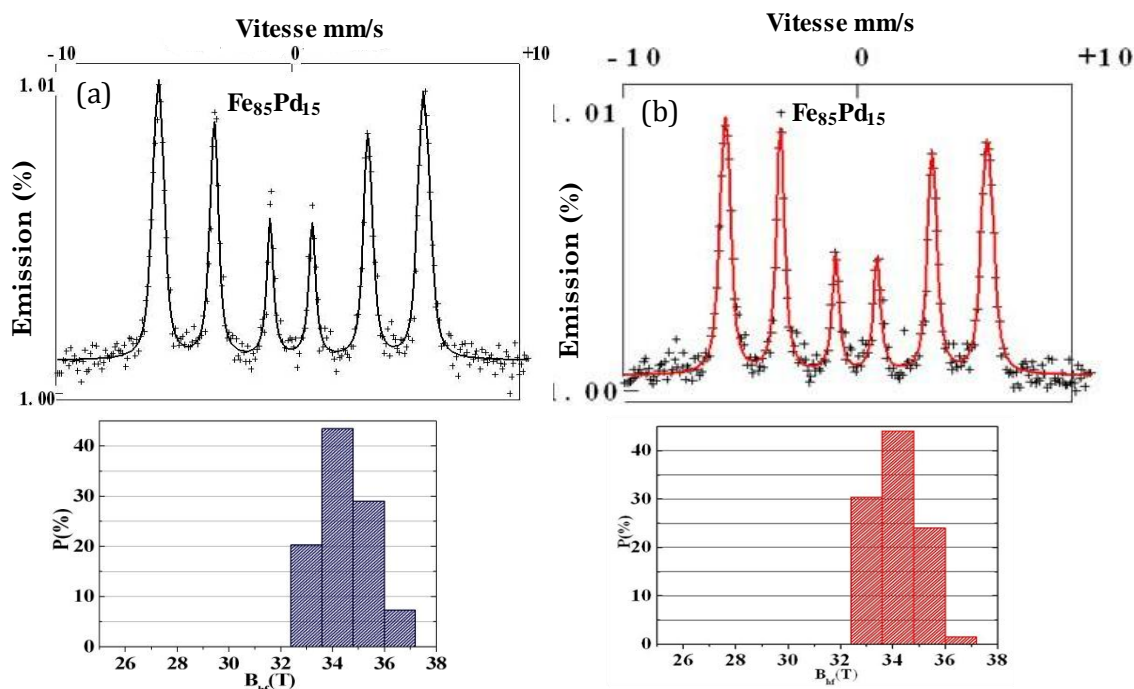 Vitesse mm/s
- 10 0 +10
1. 01
(a)
Fe85Pd15
Emission (%)
1. 00
P(%)
40
30
20
10
0
26 28 30 32 34 36 38
Bhf(T)
Vitesse mm/s
-10 0 +10
1. 01
(b)
Fe85Pd15
Emission (%)
1. 00
P(%)
40
30
20
10
0
26 28 30 32 34 36 38
Bhf(T)